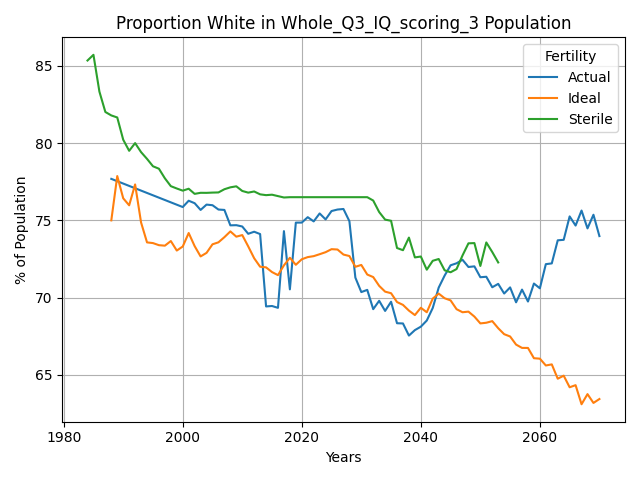 Proportion White in Whole_Q3_IQ_scoring_3 Population
% of Population
85
80
75
70
65
1980
2000
2020
2040
2060
Years
Fertility
Actual
Ideal
Sterile